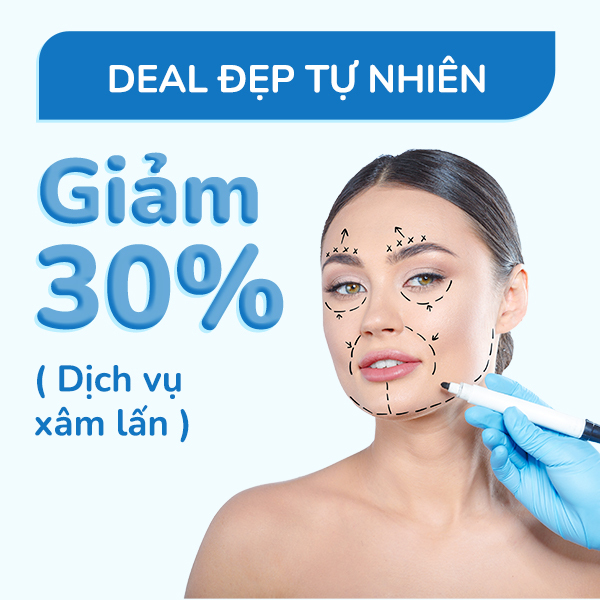 DEAL ĐẸP TỰ NHIÊN
Giảm
30%
( Dịch vụ
xâm lấn )